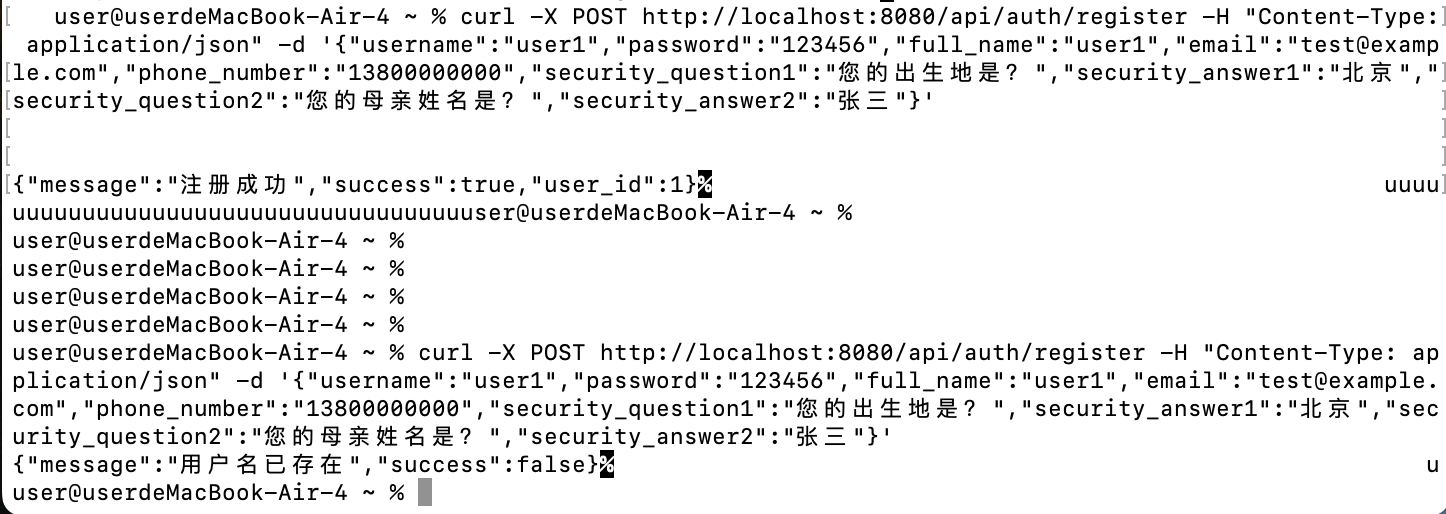 [   user@userdeMacBook-Air-4 ~ % curl -X POST http://localhost:8080/api/auth/register -H "Content-Type:]
 application/json" -d '{"username":"user1","password":"123456","full_name":"user1","email":"test@examp
[le.com","phone_number":"13800000000","security_question1":"您的出生地是? ","security_answer1":"北京","]
[security_question2":"您的母亲姓名是? ","security_answer2":"张三"}' ]
[ ]
[ ]
[{"message":"注册成功","success":true,"user_id":1}% uuuu]
uuuuuuuuuuuuuuuuuuuuuuuuuuuuuuuuuser@userdeMacBook-Air-4 ~ %
user@userdeMacBook-Air-4 ~ %
user@userdeMacBook-Air-4 ~ %
user@userdeMacBook-Air-4 ~ %
user@userdeMacBook-Air-4 ~ %
user@userdeMacBook-Air-4 ~ % curl -X POST http://localhost:8080/api/auth/register -H "Content-Type: ap
plication/json" -d '{"username":"user1","password":"123456","full_name":"user1","email":"test@example.
com","phone_number":"13800000000","security_question1":"您的出生地是? ","security_answer1":"北京","sec
urity_question2":"您的母亲姓名是? ","security_answer2":"张三"}'
{"message":"用户名已存在","success":false}% u
user@userdeMacBook-Air-4 ~ %